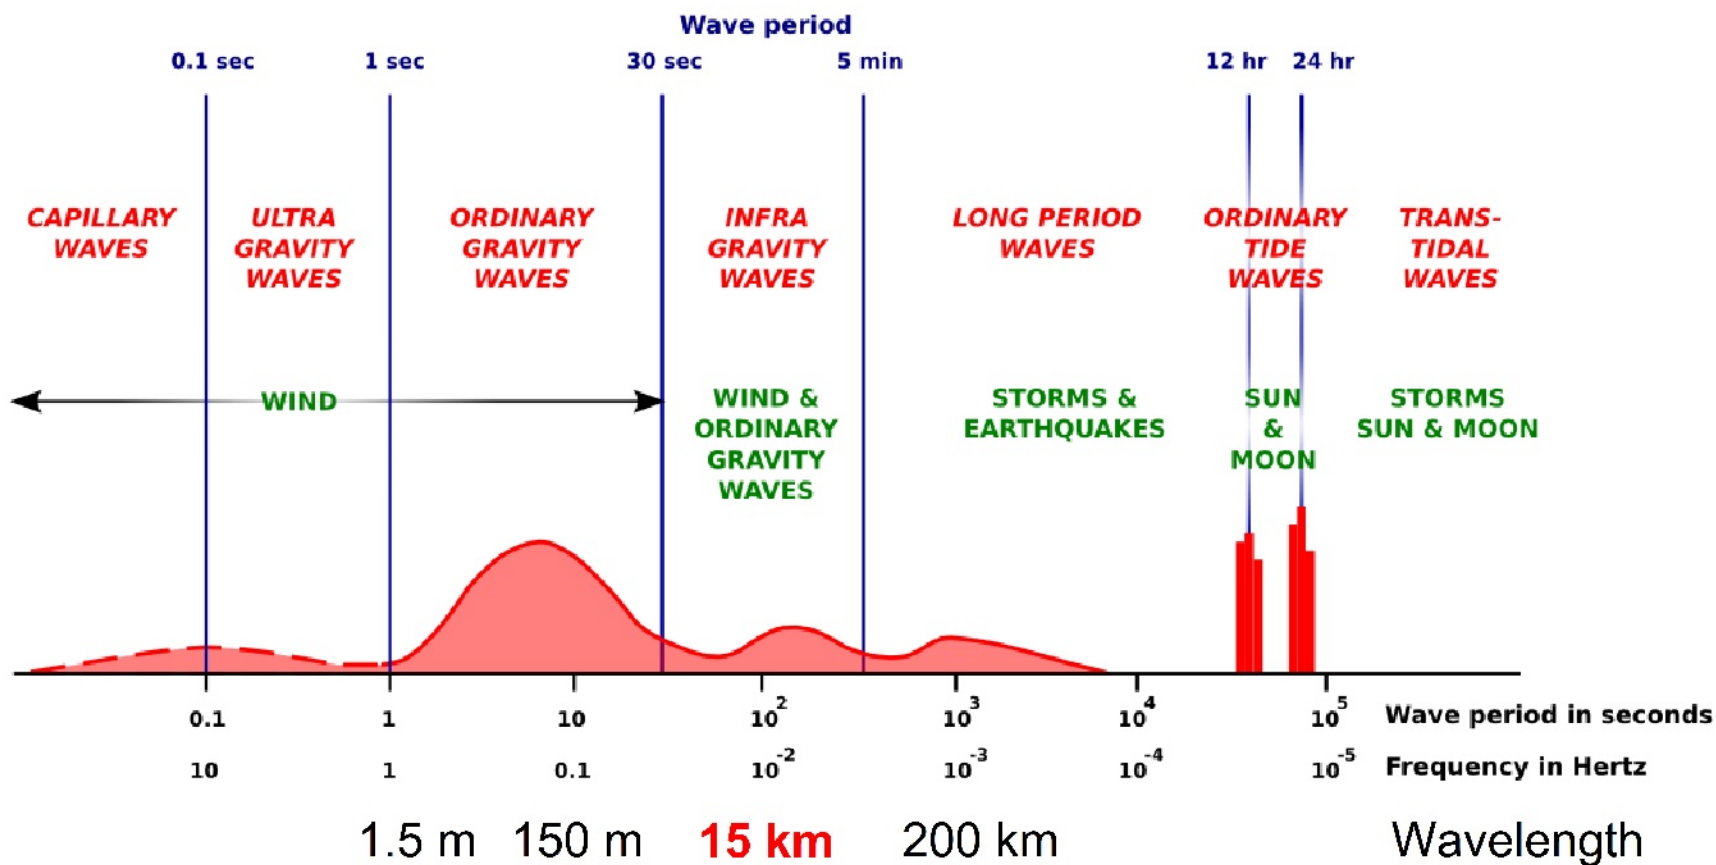 Wave period
0.1 sec 1 sec 30 sec 5 min 12 hr 24 hr
CAPILLARY
WAVES
ULTRA
GRAVITY
WAVES
ORDINARY
GRAVITY
WAVES
INFRA
GRAVITY
WAVES
LONG PERIOD
WAVES
ORDINARY
TIDE
WAVES
TRANS-
TIDAL
WAVES
WIND
WIND &
ORDINARY
GRAVITY
WAVES
STORMS &
EARTHQUAKES
SUN
&
MOON
STORMS
SUN & MOON
0.1 1 10 10² 10³ 10⁴ 10⁵ Wave period in seconds
10 1 0.1 10⁻² 10⁻³ 10⁻⁴ 10⁻⁵ Frequency in Hertz
1.5 m 150 m 15 km 200 km Wavelength